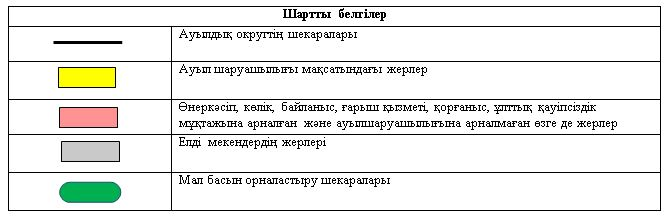 Шартты белгілер
Ауылдық округтің шекаралары
Ауыл шаруашылығы мақсатындағы жерлер
Өнеркәсіп, көлік, байланыс, ғарыш қызметі, қорғаныс, ұлттық қауіпсіздік
мұқтажына арналған және ауылшаруашылығына арналмаған өзге де жерлер
Елді мекендердің жерлері
Мал басын орналастыру шекаралары